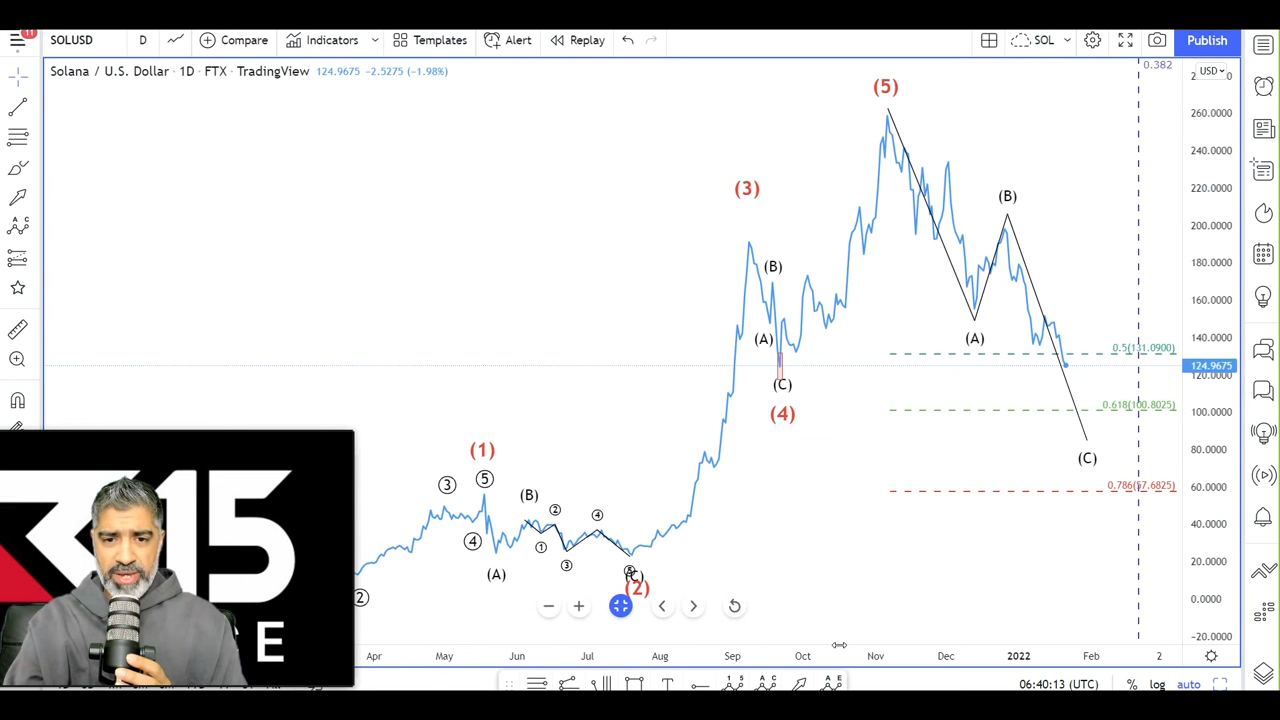 11
SOLUSD D Compare Indicators Templates Alert Replay SOL Publish
Solana / U.S. Dollar · 1D · FTX · TradingView 124.9675 −2.5275 (−1.98%)
0.382
USD
260.0000
240.0000
220.0000
200.0000
180.0000
160.0000
140.0000
124.9675
120.0000
100.0000
80.0000
60.0000
40.0000
20.0000
0.0000
−20.0000
(5)
(3)
(B)
(B)
(A)
(A)
0.5(131.0900)
(C)
(4)
0.618(100.8025)
(C)
0.786(57.6825)
(1)
3
5
4
2
(B)
2
4
1
3
(A)
(C)
(2)
K15
E
Apr May Jun Jul Aug Sep Oct Nov Dec 2022 Feb 2
06:40:13 (UTC) % log auto